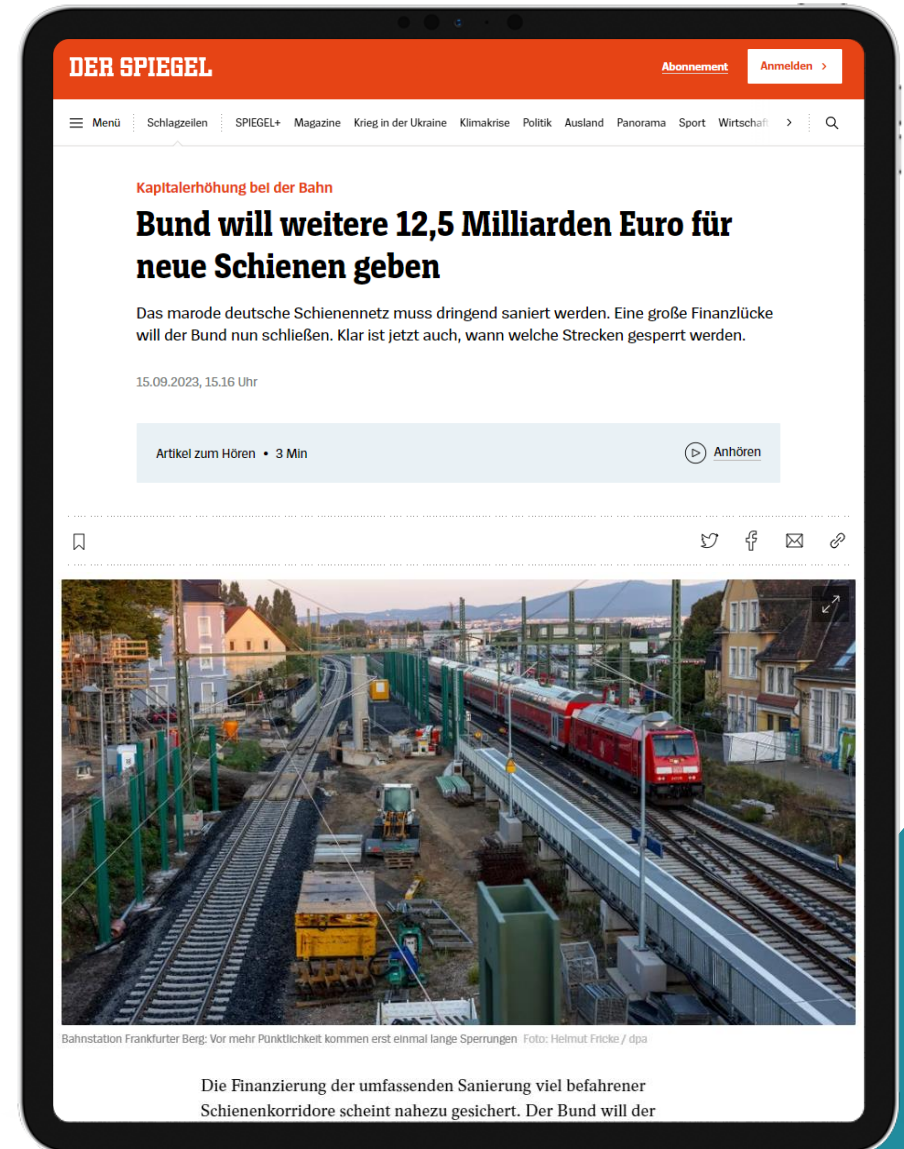 DER SPIEGEL
Abonnement
Anmelden
Menü
Schlagzeilen
SPIEGEL+
Magazine
Krieg in der Ukraine
Klimakrise
Politik
Ausland
Panorama
Sport
Wirtschaft
Kapitalerhöhung bei der Bahn
Bund will weitere 12,5 Milliarden Euro für
neue Schienen geben
Das marode deutsche Schienennetz muss dringend saniert werden. Eine große Finanzlücke
will der Bund nun schließen. Klar ist jetzt auch, wann welche Strecken gesperrt werden.
15.09.2023, 15.16 Uhr
Artikel zum Hören • 3 Min
Anhören
Bahnstation Frankfurter Berg: Vor mehr Pünktlichkeit kommen erst einmal lange Sperrungen Foto: Helmut Fricke / dpa
Die Finanzierung der umfassenden Sanierung viel befahrener
Schienenkorridore scheint nahezu gesichert. Der Bund will der